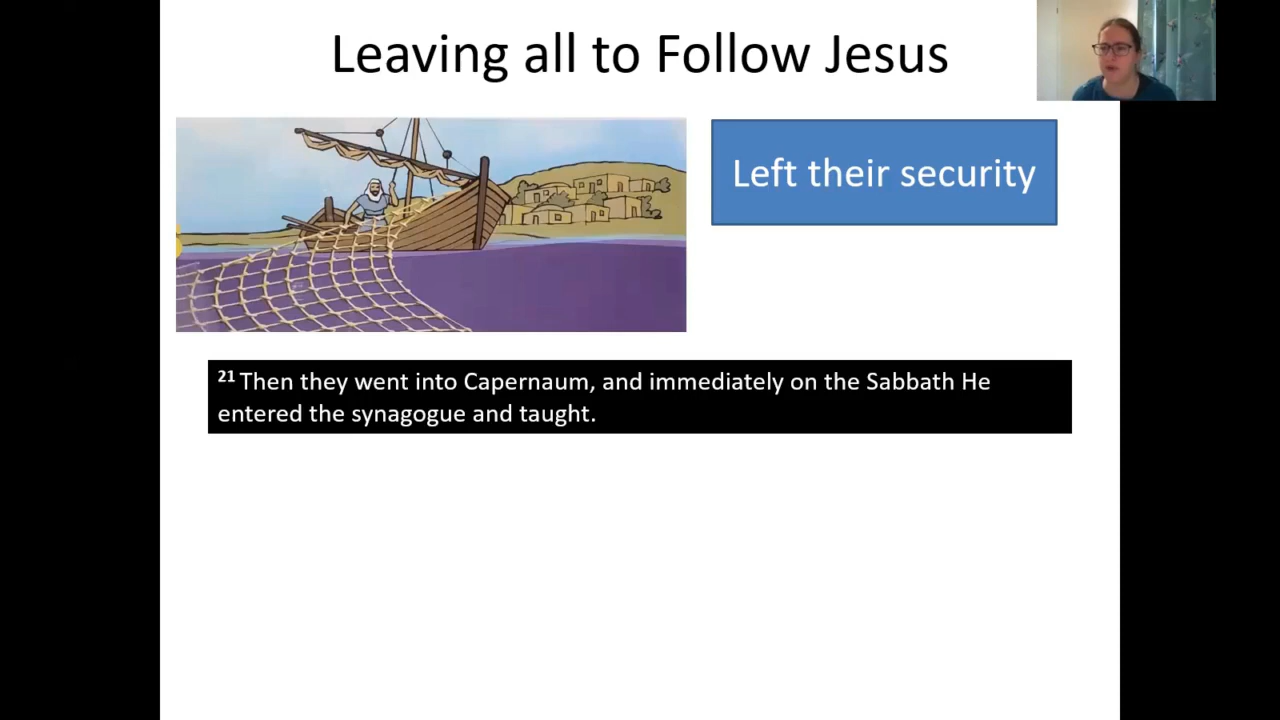 Leaving all to Follow Jesus
Left their security
21 Then they went into Capernaum, and immediately on the Sabbath He
entered the synagogue and taught.